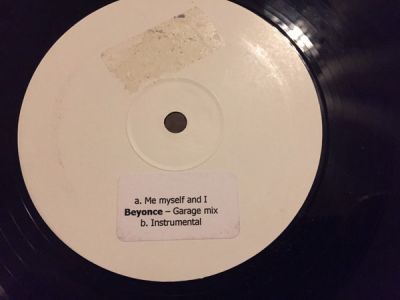 a. Me myself and I
Beyonce – Garage mix
b. Instrumental